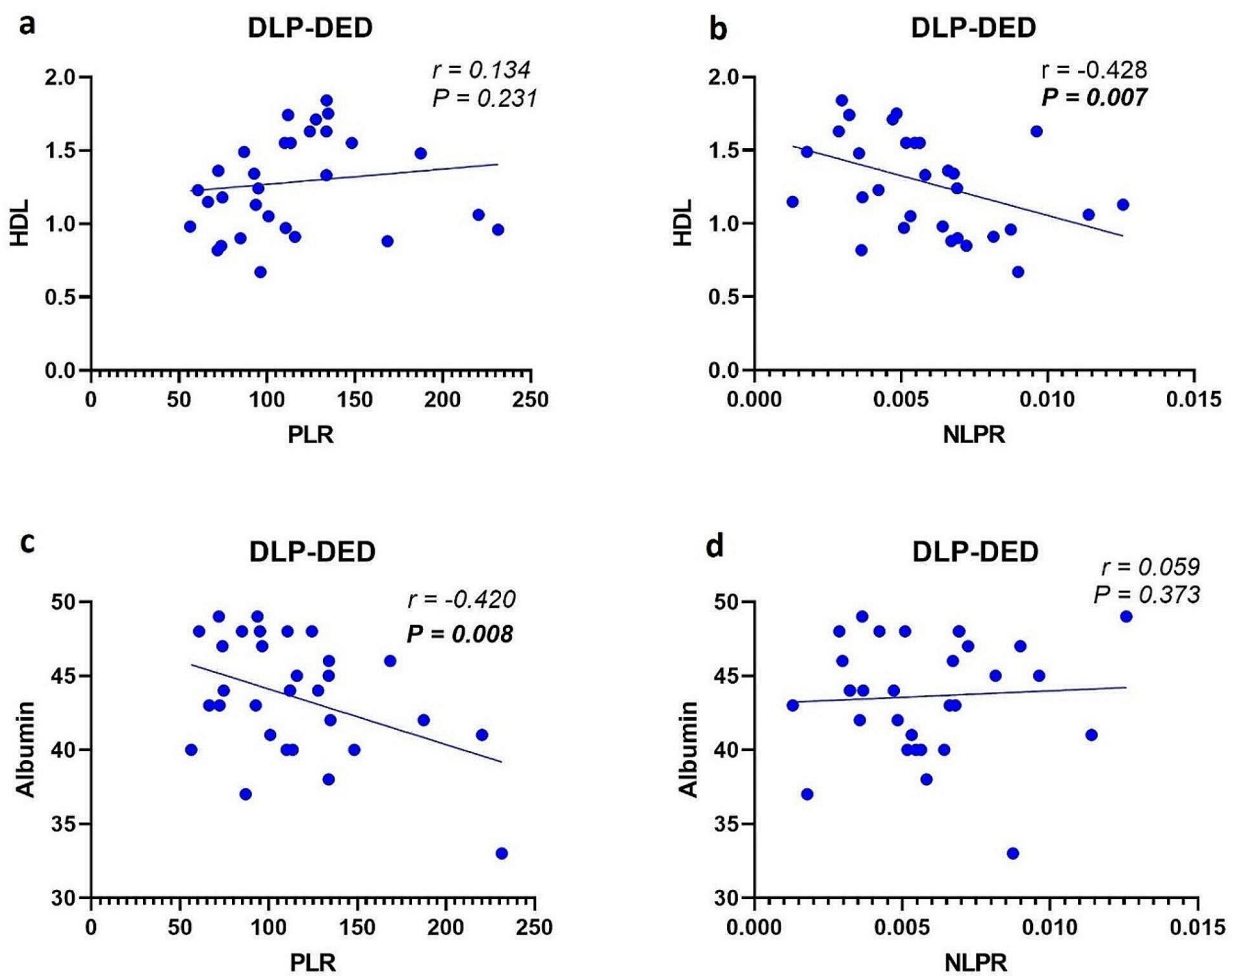 a
DLP-DED
r = 0.134
P = 0.231
HDL
2.0
1.5
1.0
0.5
0.0
0 50 100 150 200 250
PLR
b
DLP-DED
r = -0.428
P = 0.007
HDL
2.0
1.5
1.0
0.5
0.0
0.000 0.005 0.010 0.015
NLPR
c
DLP-DED
r = -0.420
P = 0.008
Albumin
50
45
40
35
30
0 50 100 150 200 250
PLR
d
DLP-DED
r = 0.059
P = 0.373
Albumin
50
45
40
35
30
0.000 0.005 0.010 0.015
NLPR